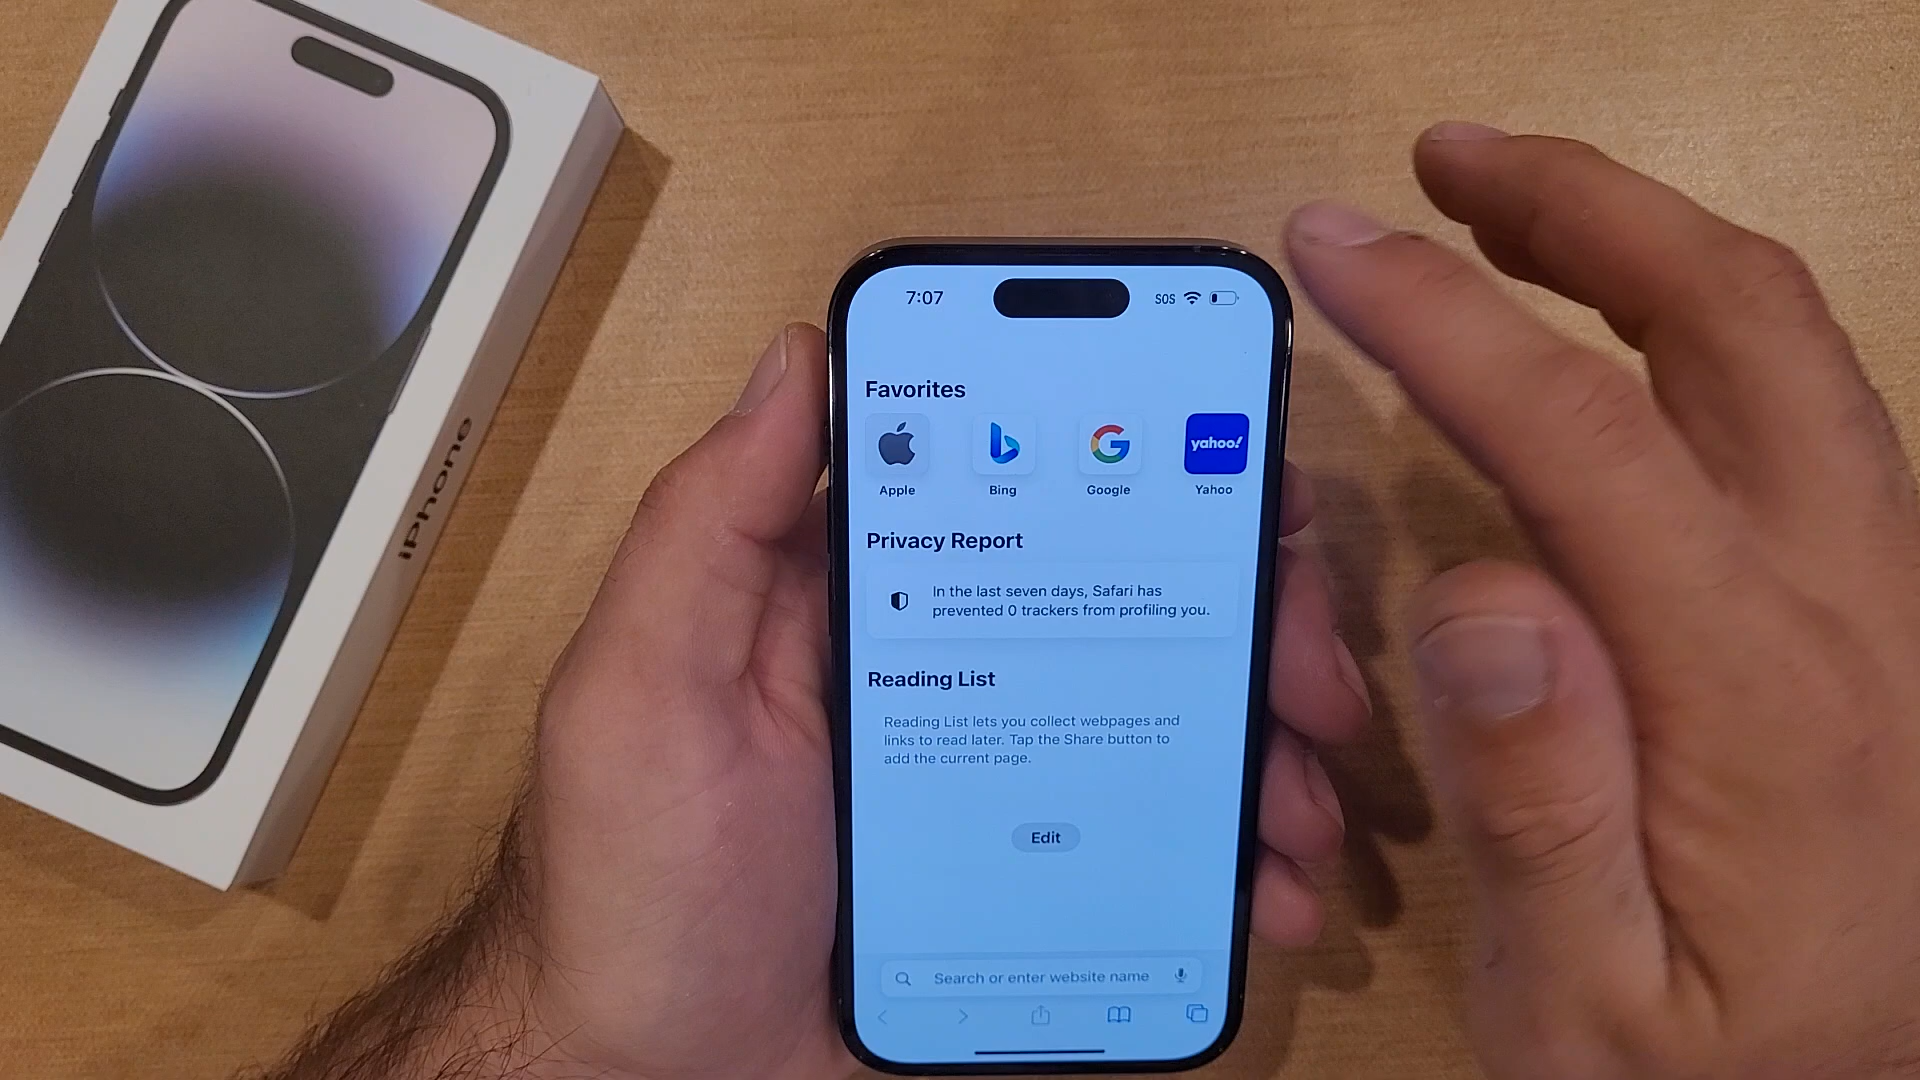 iPhone
7:07
SOS
Favorites
yahoo!
Apple
Bing
Google
Yahoo
Privacy Report
In the last seven days, Safari has
prevented 0 trackers from profiling you.
Reading List
Reading List lets you collect webpages and
links to read later. Tap the Share button to
add the current page.
Edit
Search or enter website name